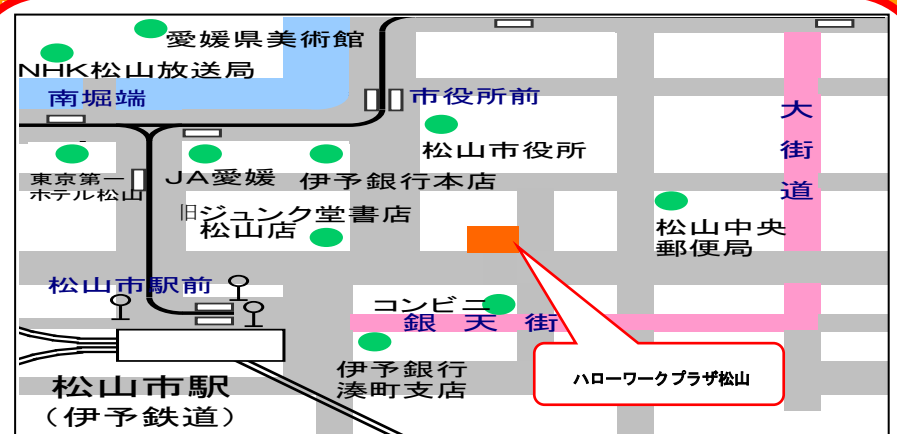 愛媛県美術館
NHK松山放送局
南堀端
市役所前
大街道
松山市役所
東京第一
ホテル松山
JA愛媛
伊予銀行本店
旧ジュンク堂書店
松山店
松山中央
郵便局
松山市駅前
コンビニ
銀天街
伊予銀行
湊町支店
ハローワークプラザ松山
松山市駅
(伊予鉄道)